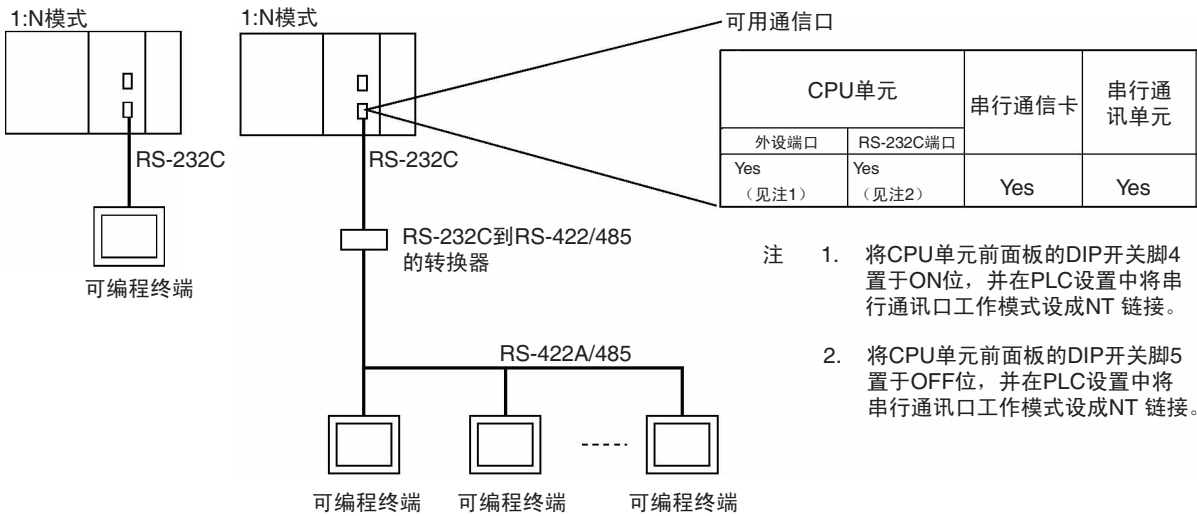 1:N模式
RS-232C
可编程终端
1:N模式
RS-232C
RS-232C到RS-422/485
的转换器
RS-422A/485
可编程终端
可编程终端
可编程终端
可用通信口
CPU单元
串行通信卡
串行通
讯单元
外设端口
RS-232C端口
Yes
（见注1）
Yes
（见注2）
Yes
Yes
注 1. 将CPU单元前面板的DIP开关脚4
置于ON位，并在PLC设置中将串
行通讯口工作模式设成NT 链接。
2. 将CPU单元前面板的DIP开关脚5
置于OFF位，并在PLC设置中将
串行通讯口工作模式设成NT 链接。